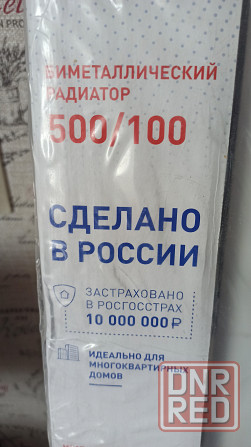 БИМЕТАЛЛИЧЕСКИЙ
РАДИАТОР
500/100
СДЕЛАНО
В РОССИИ
ЗАСТРАХОВАНО
В РОСГОССТРАХ
10 000 000 ₽
ИДЕАЛЬНО ДЛЯ
МНОГОКВАРТИРНЫХ
ДОМОВ
DNR
RED